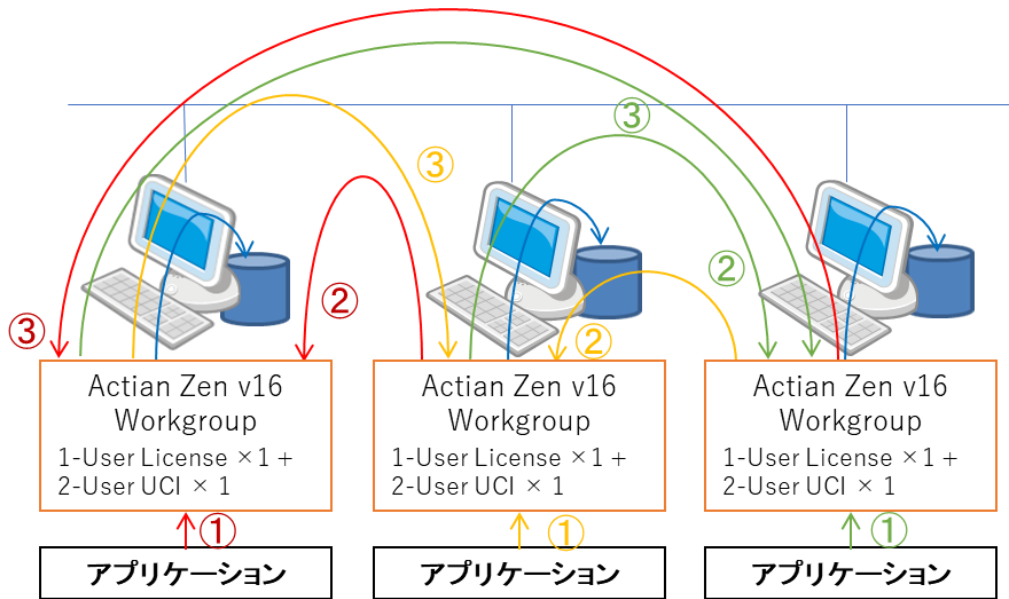 ③
③
②
②
③
②
Actian Zen v16
Workgroup
1-User License ×1 +
2-User UCI × 1
Actian Zen v16
Workgroup
1-User License ×1 +
2-User UCI × 1
Actian Zen v16
Workgroup
1-User License ×1 +
2-User UCI × 1
①
①
①
アプリケーション
アプリケーション
アプリケーション